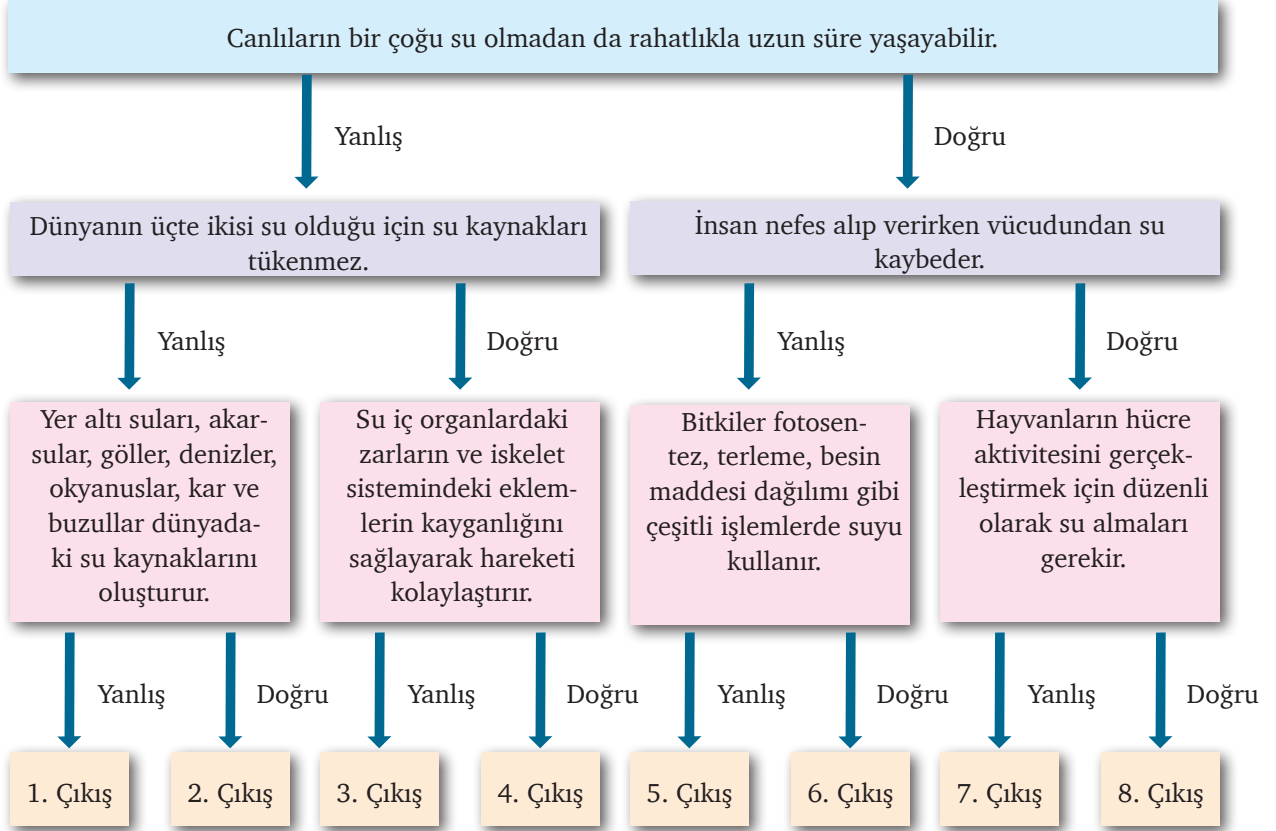 Canlıların bir çoğu su olmadan da rahatlıkla uzun süre yaşayabilir.
Yanlış
Doğru
Dünyanın üçte ikisi su olduğu için su kaynakları
tükenmez.
İnsan nefes alıp verirken vücudundan su
kaybeder.
Yanlış
Doğru
Yanlış
Doğru
Yer altı suları, akar-
sular, göller, denizler,
okyanuslar, kar ve
buzullar dünyada-
ki su kaynaklarını
oluşturur.
Su iç organlardaki
zarların ve iskelet
sistemindeki eklem-
lerin kayganlığını
sağlayarak hareketi
kolaylaştırır.
Bitkiler fotosen-
tez, terleme, besin
maddesi dağılımı gibi
çeşitli işlemlerde suyu
kullanır.
Hayvanların hücre
aktivitesini gerçek-
leştirmek için düzenli
olarak su almaları
gerekir.
Yanlış
Doğru
Yanlış
Doğru
Yanlış
Doğru
Yanlış
Doğru
1. Çıkış
2. Çıkış
3. Çıkış
4. Çıkış
5. Çıkış
6. Çıkış
7. Çıkış
8. Çıkış